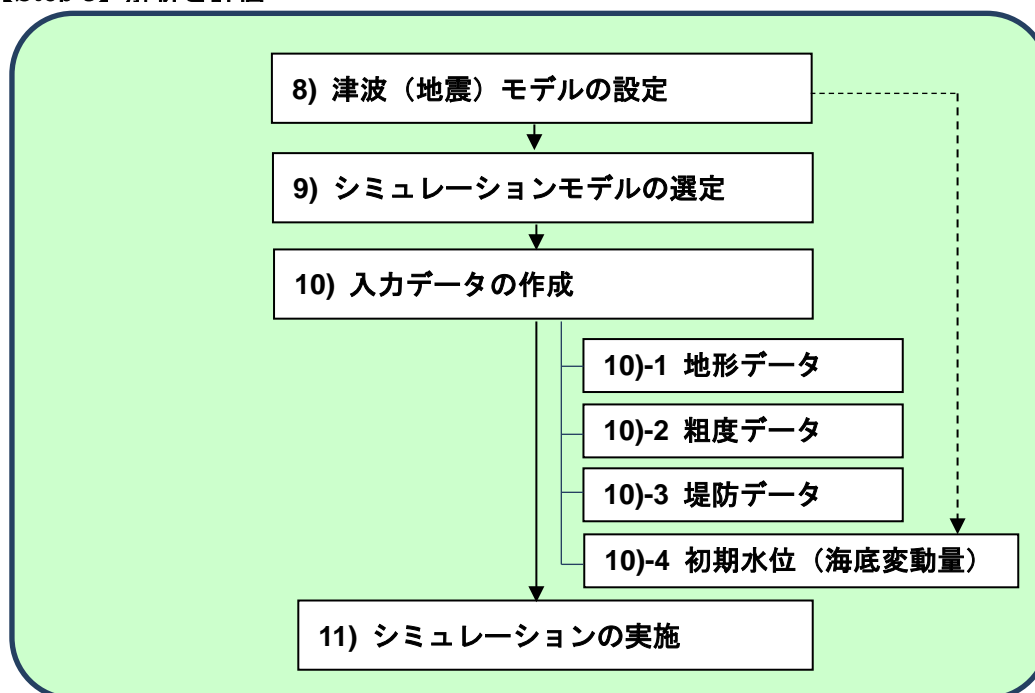 8) 津波（地震）モデルの設定
9) シミュレーションモデルの選定
10) 入力データの作成
10)-1 地形データ
10)-2 粗度データ
10)-3 堤防データ
10)-4 初期水位（海底変動量）
11) シミュレーションの実施